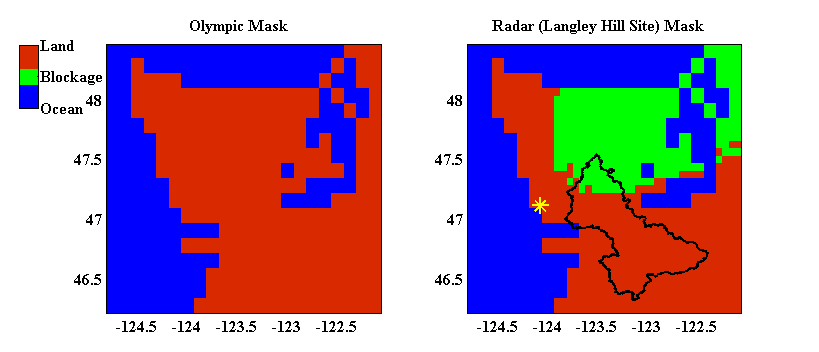 Olympic Mask
Radar (Langley Hill Site) Mask
Land
Blockage
Ocean
48
47.5
47
46.5
-124.5 -124 -123.5 -123 -122.5
48
47.5
47
46.5
-124.5 -124 -123.5 -123 -122.5